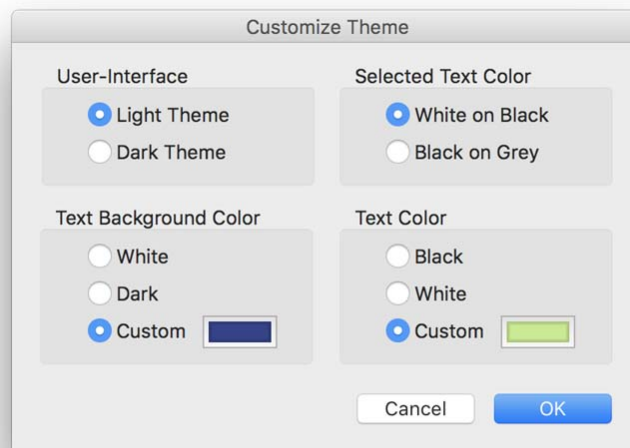 Customize Theme
User-Interface
Light Theme
Dark Theme
Selected Text Color
White on Black
Black on Grey
Text Background Color
White
Dark
Custom
Text Color
Black
White
Custom
Cancel
OK